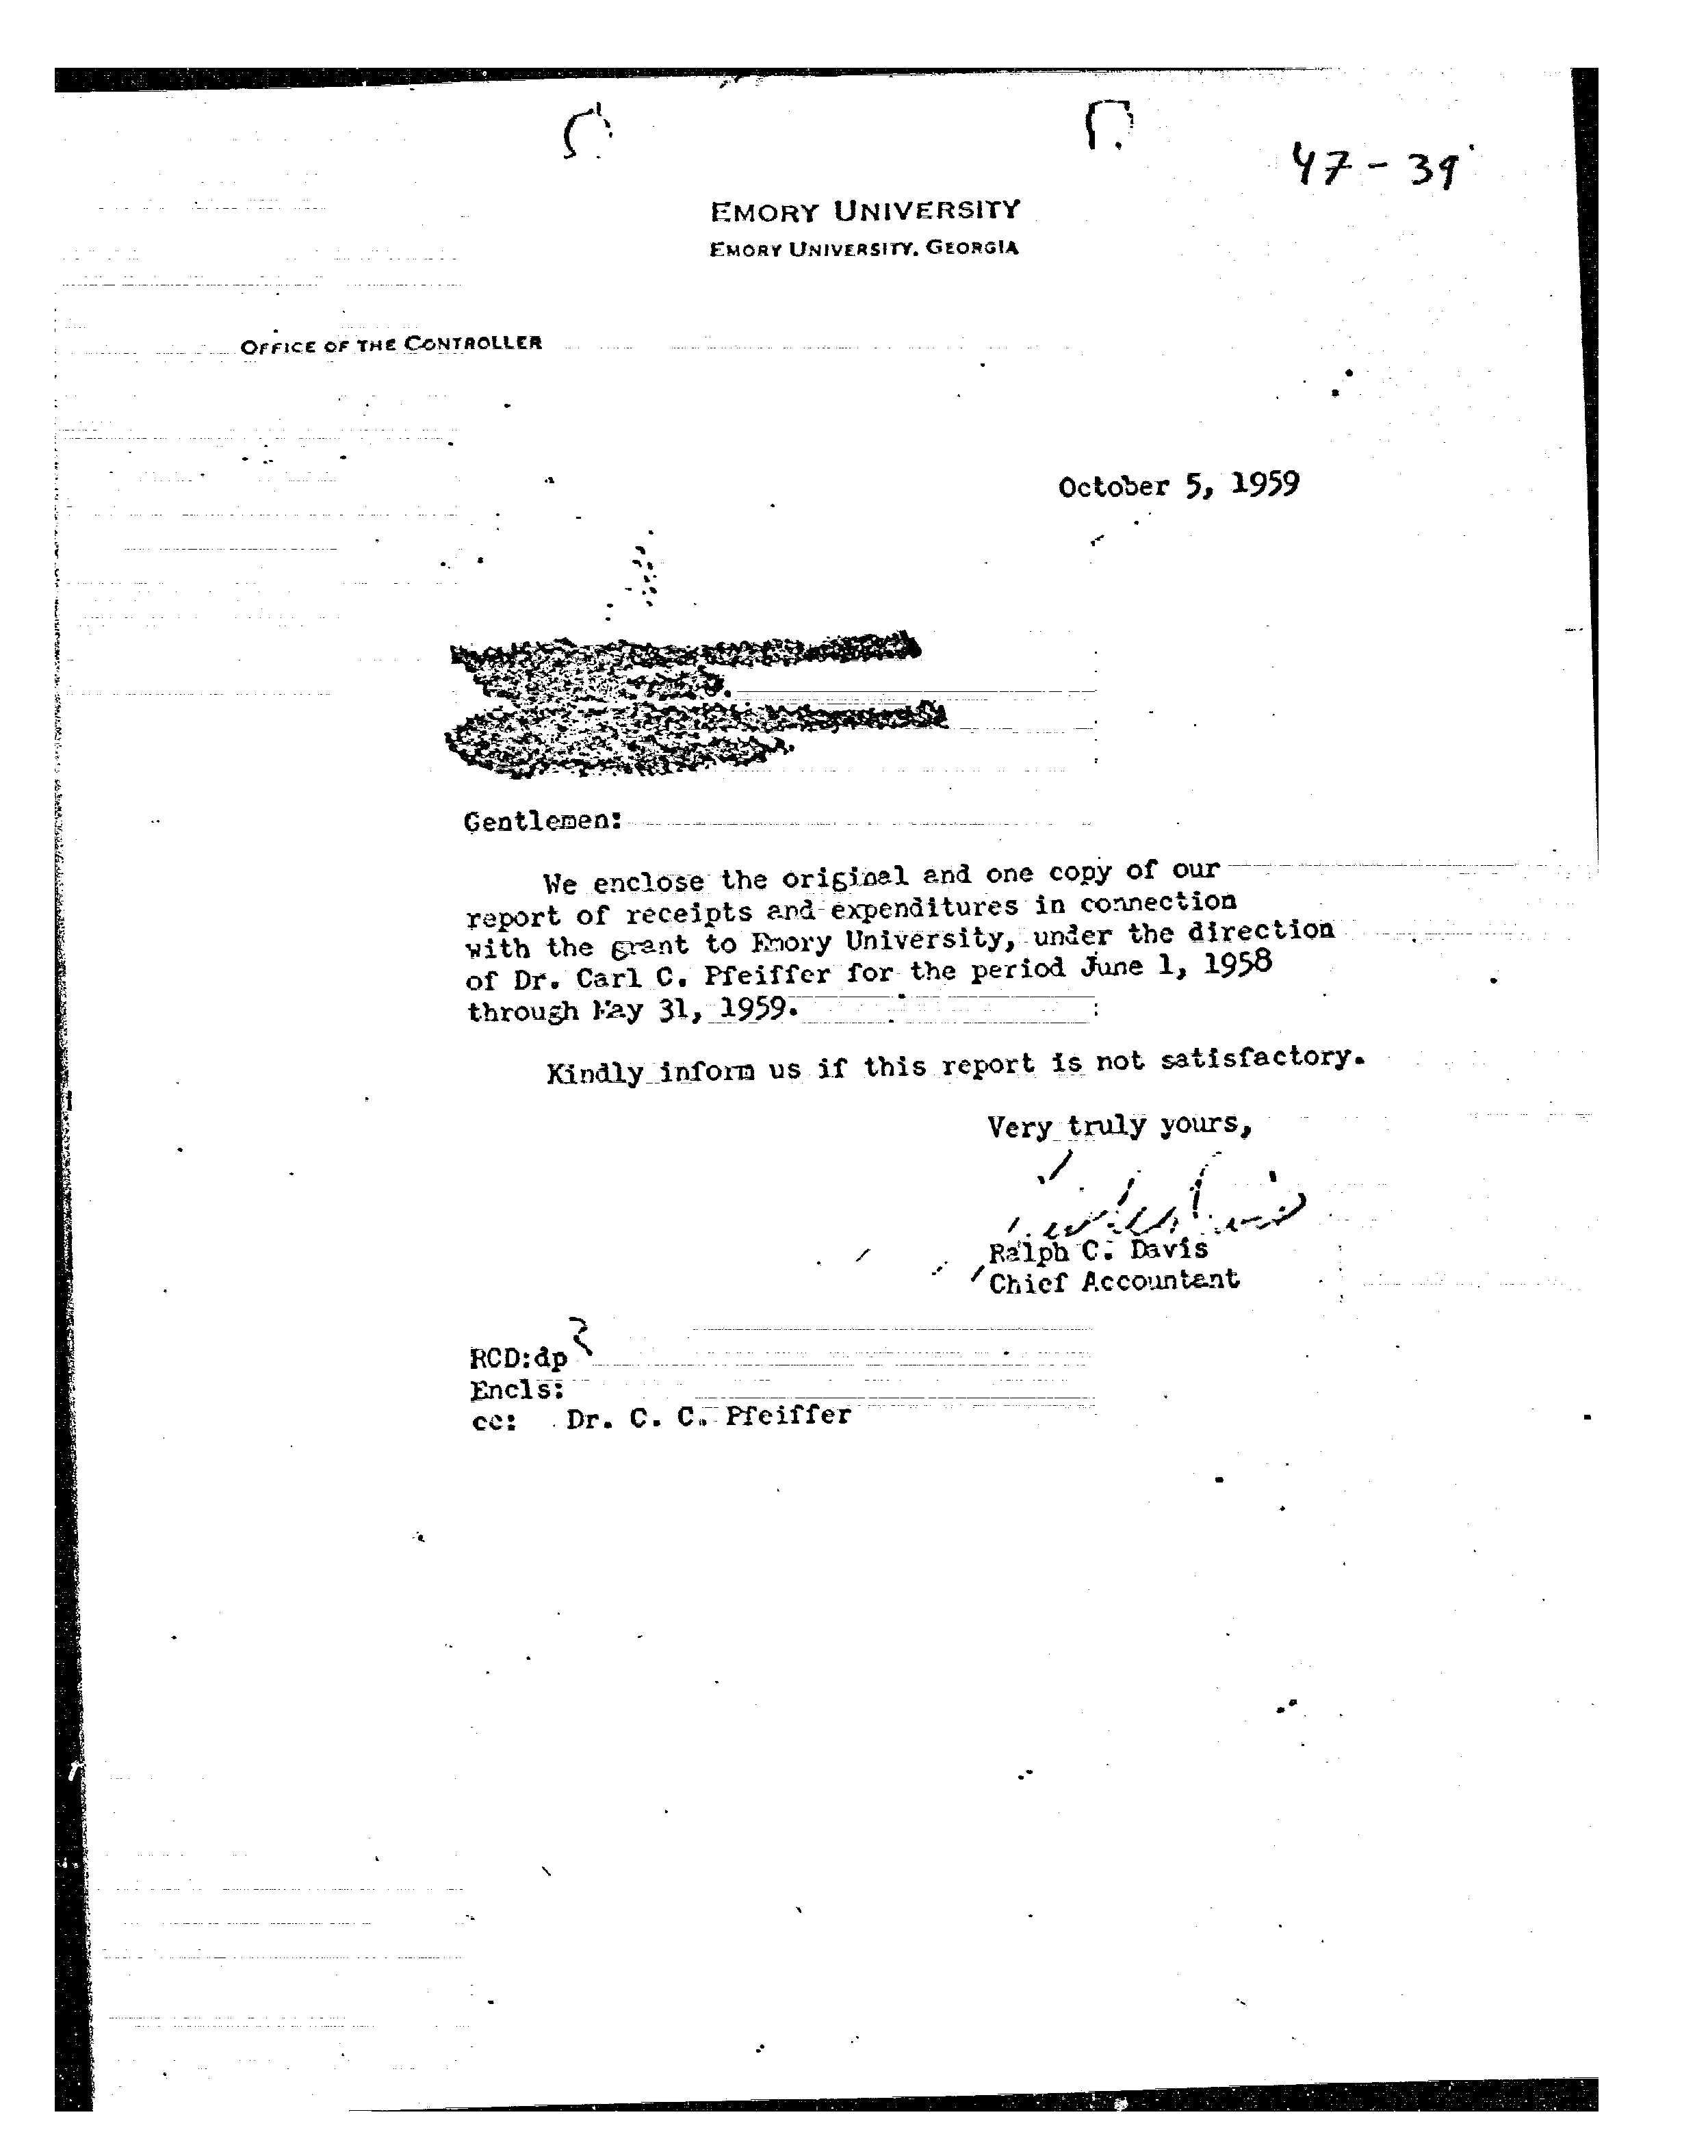 47-39
EMORY UNIVERSITY
EMORY UNIVERSITY, GEORGIA
OFFICE OF THE CONTROLLER
October 5, 1959
Gentlemen:
We enclose the original and one copy of our
report of receipts and expenditures in connection
with the grant to Emory University, under the direction
of Dr. Carl C. Pfeiffer for the period June 1, 1958
through May 31, 1959.
Kindly inform us if this report is not satisfactory.
Very truly yours,
Ralph C. Davis
Chief Accountant
RCD:dp
Encls:
cc: Dr. C. C. Pfeiffer